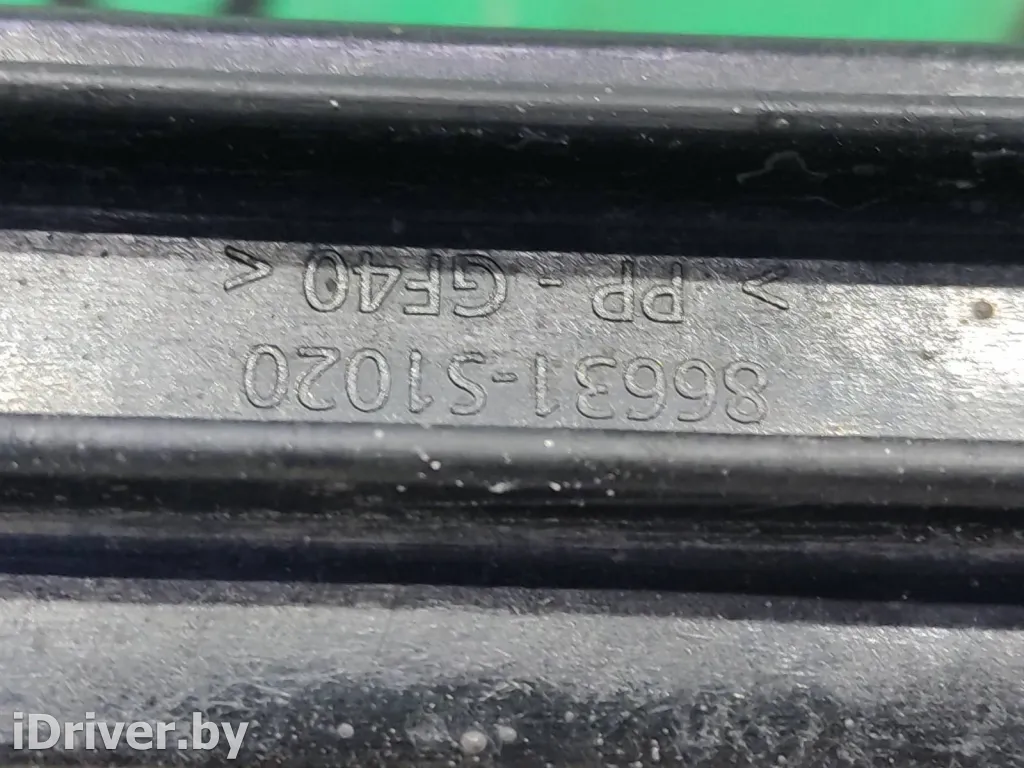 86631-S1020
> PP - GF40 <
iDriver.by